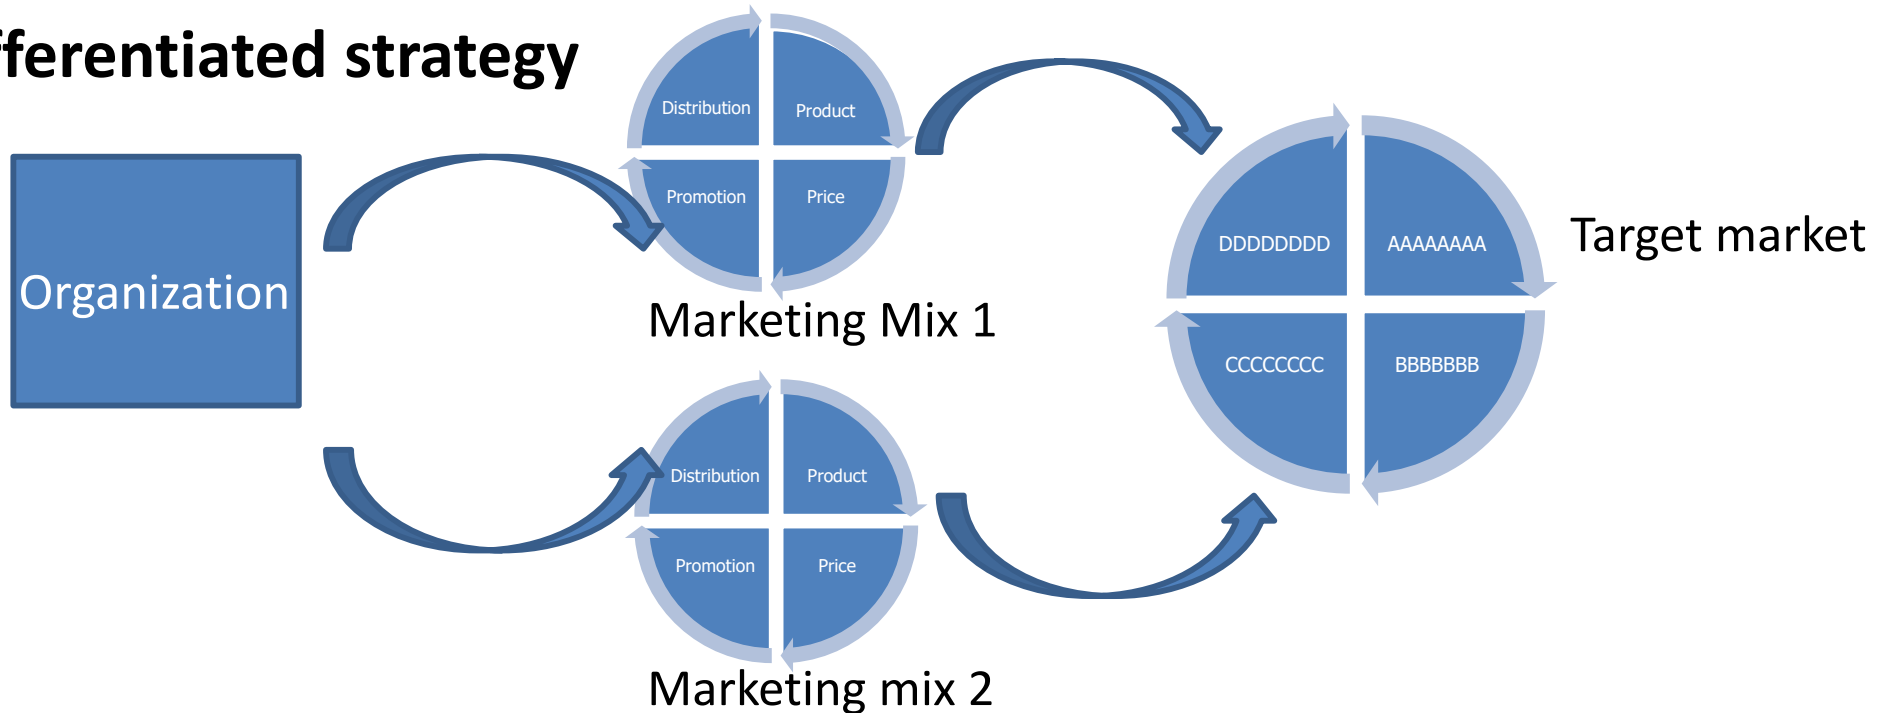 fferentiated strategy
Distribution
Product
Promotion
Price
Marketing Mix 1
Organization
Distribution
Product
Promotion
Price
Marketing mix 2
DDDDDDDD
AAAAAAAA
CCCCCCCC
BBBBBBB
Target market